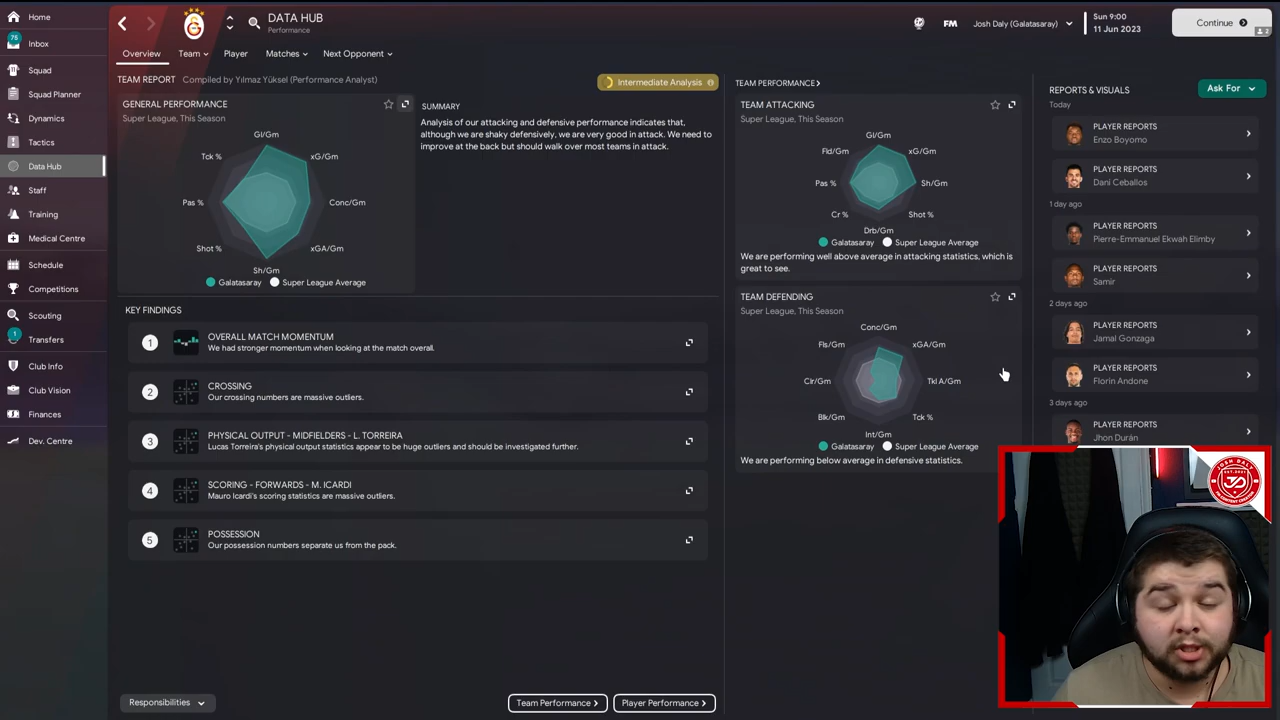 Home
75
Inbox
Squad
Squad Planner
Dynamics
Tactics
Data Hub
Staff
Training
Medical Centre
Schedule
Competitions
Scouting
1
Transfers
Club Info
Club Vision
Finances
Dev. Centre
DATA HUB
Performance
FM
Josh Daly (Galatasaray)
Sun 9:00
11 Jun 2023
Continue
2
Overview
Team
Player
Matches
Next Opponent
TEAM REPORT Compiled by Yılmaz Yüksel (Performance Analyst)
Intermediate Analysis
GENERAL PERFORMANCE
Super League, This Season
Gl/Gm
Tck %
xG/Gm
Pas %
Conc/Gm
Shot %
xGA/Gm
Sh/Gm
Galatasaray
Super League Average
SUMMARY
Analysis of our attacking and defensive performance indicates that,
although we are shaky defensively, we are very good in attack. We need to
improve at the back but should walk over most teams in attack.
KEY FINDINGS
1
OVERALL MATCH MOMENTUM
We had stronger momentum when looking at the match overall.
2
CROSSING
Our crossing numbers are massive outliers.
3
PHYSICAL OUTPUT - MIDFIELDERS - L. TORREIRA
Lucas Torreira's physical output statistics appear to be huge outliers and should be investigated further.
4
SCORING - FORWARDS - M. ICARDI
Mauro Icardi's scoring statistics are massive outliers.
5
POSSESSION
Our possession numbers separate us from the pack.
Responsibilities
Team Performance
Player Performance
TEAM PERFORMANCE
TEAM ATTACKING
Super League, This Season
Gl/Gm
Fld/Gm
xG/Gm
Pas %
Sh/Gm
Cr %
Shot %
Drb/Gm
Galatasaray
Super League Average
We are performing well above average in attacking statistics, which is
great to see.
TEAM DEFENDING
Super League, This Season
Conc/Gm
Fls/Gm
xGA/Gm
Clr/Gm
Tkl A/Gm
Blk/Gm
Tck %
Int/Gm
Galatasaray
Super League Average
We are performing below average in defensive statistics.
REPORTS & VISUALS
Ask For
Today
PLAYER REPORTS
Enzo Boyomo
PLAYER REPORTS
Dani Ceballos
1 day ago
PLAYER REPORTS
Pierre-Emmanuel Ekwah Elimby
PLAYER REPORTS
Samir
2 days ago
PLAYER REPORTS
Jamal Gonzaga
PLAYER REPORTS
Florin Andone
3 days ago
PLAYER REPORTS
Jhon Durán
JOSH DALY
JD